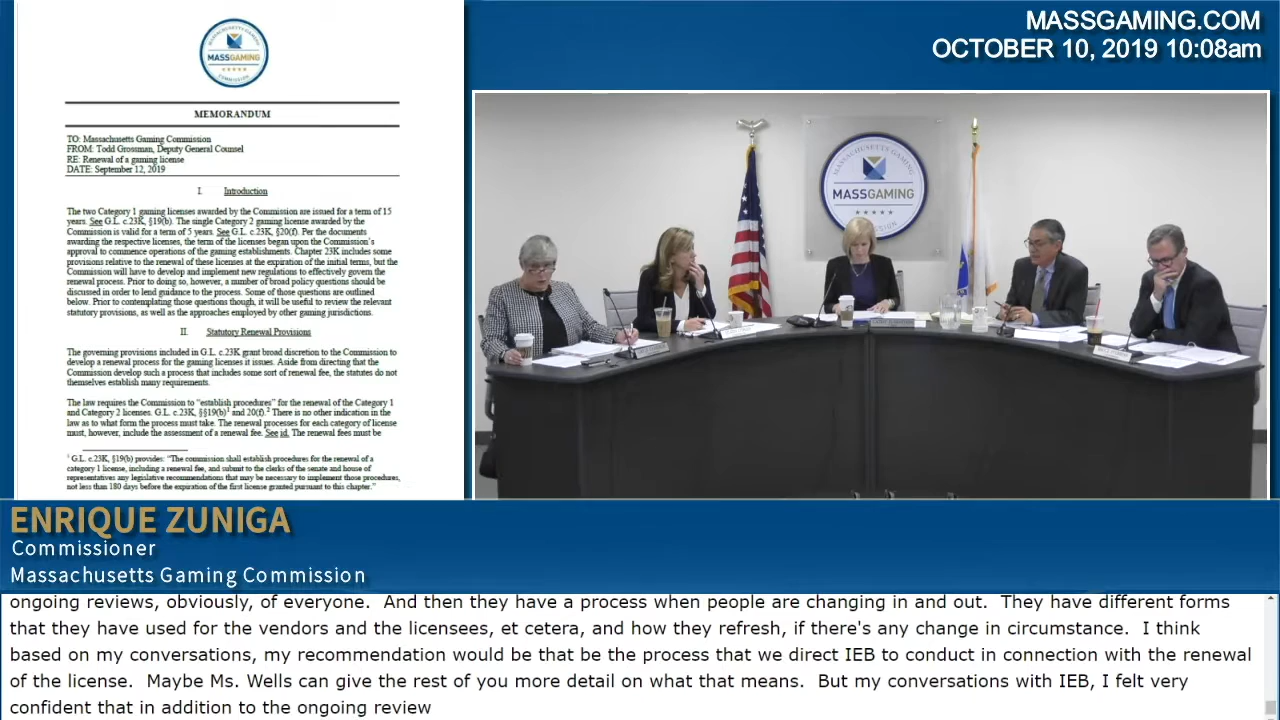 MASSGAMING.COM
OCTOBER 10, 2019 10:08am
MASSGAMING
MEMORANDUM
TO: Massachusetts Gaming Commission
FROM: Todd Grossman, Deputy General Counsel
RE: Renewal of a gaming license
DATE: September 12, 2019
I. Introduction
The two Category 1 gaming licenses awarded by the Commission are issued for a term of 15
years. See G.L. c.23K, §19(b). The single Category 2 gaming license awarded by the
Commission is valid for a term of 5 years. See G.L. c.23K, §20(f). Per the documents
awarding the respective licenses, the term of the licenses began upon the Commission's
approval to commence operations of the gaming establishments. Chapter 23K includes some
provisions relative to the renewal of these licenses at the expiration of the initial terms, but the
Commission will have to develop and implement new regulations to effectively govern the
renewal process. Prior to doing so, however, a number of broad policy questions should be
discussed in order to lend guidance to the process. Some of those questions are outlined
below. Prior to contemplating those questions though, it will be useful to review the relevant
statutory provisions, as well as the approaches employed by other gaming jurisdictions.
II. Statutory Renewal Provisions
The governing provisions included in G.L. c.23K grant broad discretion to the Commission to
develop a renewal process for the gaming licenses it issues. Aside from directing that the
Commission develop such a process that includes some sort of renewal fee, the statutes do not
themselves establish many requirements.
The law requires the Commission to "establish procedures" for the renewal of the Category 1
and Category 2 licenses. G.L. c.23K, §§19(b)¹ and 20(f).² There is no other indication in the
law as to what form the process must take. The renewal processes for each category of license
must, however, include the assessment of a renewal fee. See id. The renewal fees must be
¹ G.L. c.23K, §19(b) provides: "The commission shall establish procedures for the renewal of a
category 1 license, including a renewal fee, and submit to the clerks of the senate and house of
representatives any legislative recommendations that may be necessary to implement those procedures,
not less than 180 days before the expiration of the first license granted pursuant to this chapter."
MASSACHUSETTS GAMING
MASSGAMING
ENRIQUE ZUNIGA
Commissioner
Massachusetts Gaming Commission
ongoing reviews, obviously, of everyone. And then they have a process when people are changing in and out. They have different forms
that they have used for the vendors and the licensees, et cetera, and how they refresh, if there's any change in circumstance. I think
based on my conversations, my recommendation would be that be the process that we direct IEB to conduct in connection with the renewal
of the license. Maybe Ms. Wells can give the rest of you more detail on what that means. But my conversations with IEB, I felt very
confident that in addition to the ongoing review